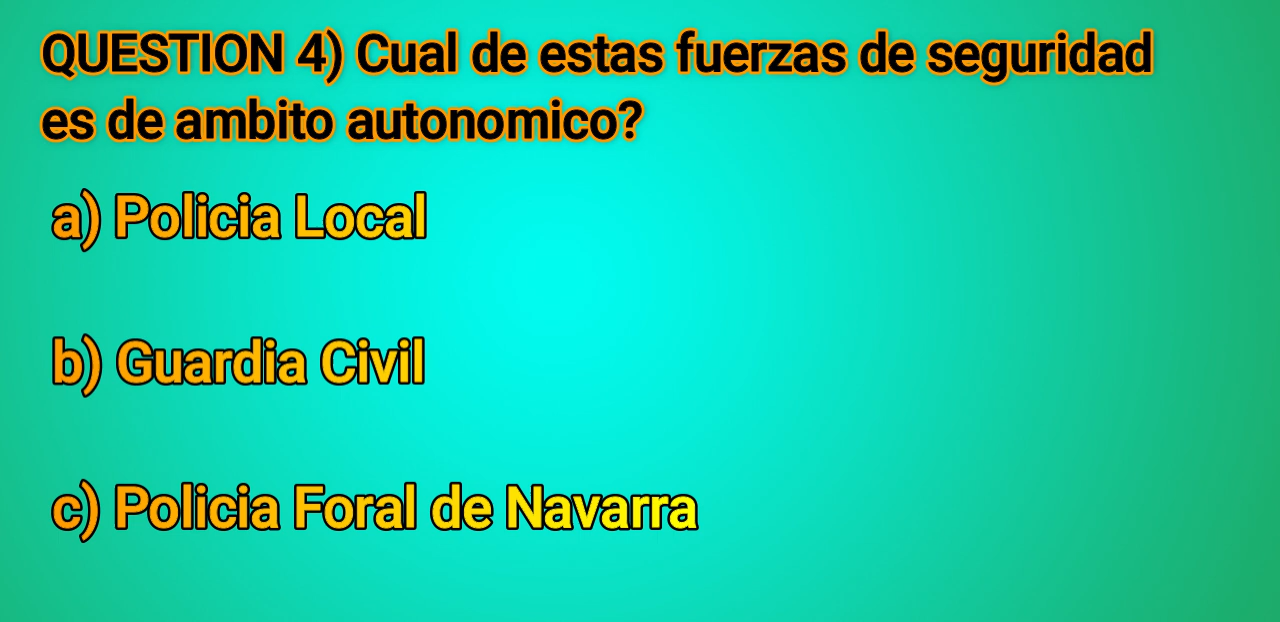 QUESTION 4) Cual de estas fuerzas de seguridad
es de ambito autonomico?
a) Policia Local
b) Guardia Civil
c) Policia Foral de Navarra